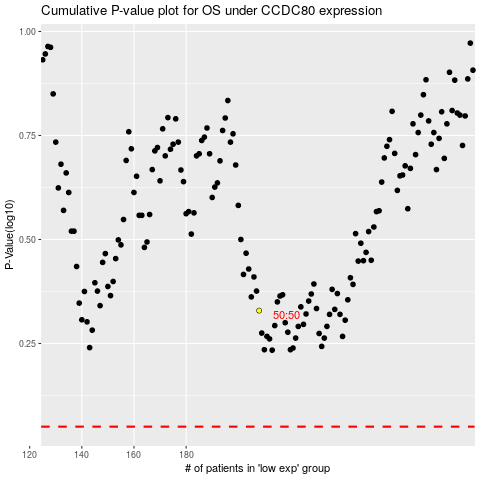 Cumulative P-value plot for OS under CCDC80 expression
P-Value(log10)
1.00
0.75
0.50
0.25
50:50
120 140 160 180
# of patients in 'low exp' group